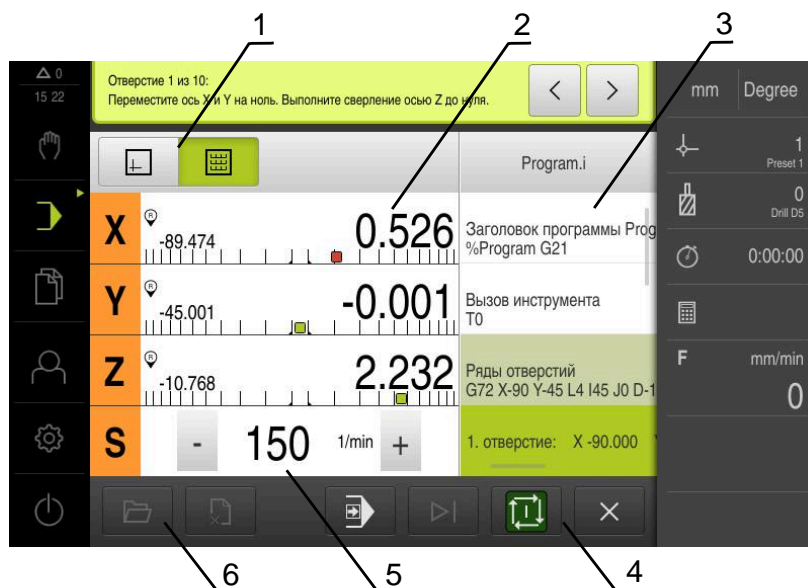 1
2
3
0
15 22
Отверстие 1 из 10:
Переместите ось X и Y на ноль. Выполните сверление осью Z до нуля.
<
>
mm
Degree
Program.i
1
Preset 1
X
R
-89.474
0.526
Заголовок программы Prog
%Program G21
0
Drill D5
0:00:00
Y
R
-45.001
-0.001
Вызов инструмента
T0
Z
R
-10.768
2.232
Ряды отверстий
G72 X-90 Y-45 L4 I45 J0 D-1
F
mm/min
0
S
-
150
1/min
+
1. отверстие: X -90.000
6
5
4